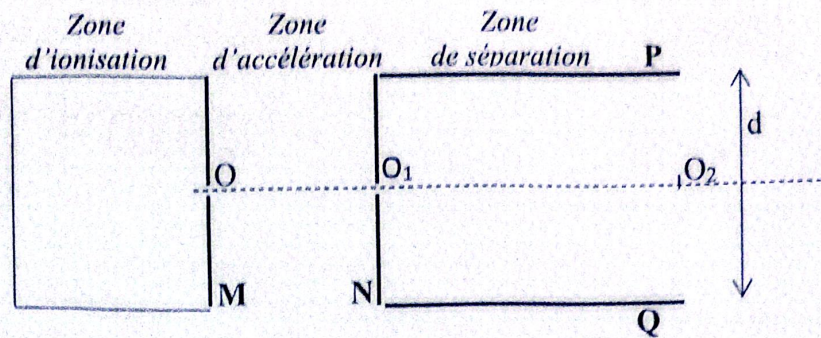 Zone Zone Zone
d'ionisation d'accélération de séparation P
d
O O₁ O₂
M N
Q